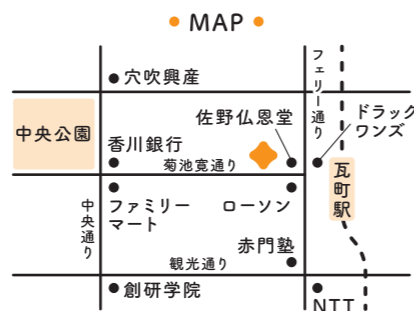 MAP
フェリー通り
穴吹興産
中央公園
佐野仏恩堂
ドラッグ
ワンズ
香川銀行
菊池寛通り
瓦町駅
中央通り
ファミリー
マート
ローソン
赤門塾
観光通り
創研学院
NTT